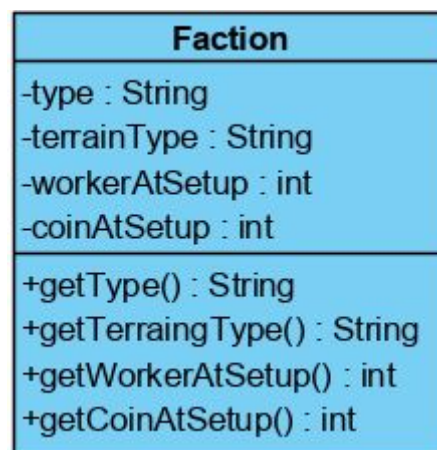 Faction
-type : String
-terrainType : String
-workerAtSetup : int
-coinAtSetup : int
+getType() : String
+getTerraingType() : String
+getWorkerAtSetup() : int
+getCoinAtSetup() : int